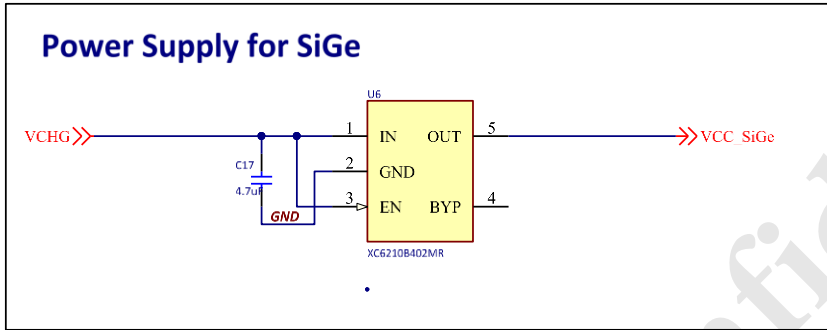 Power Supply for SiGe
U6
VCHG
1
IN
OUT
5
VCC_SiGe
C17
4.7uF
2
GND
3
EN
BYP
4
GND
XC6210B402MR